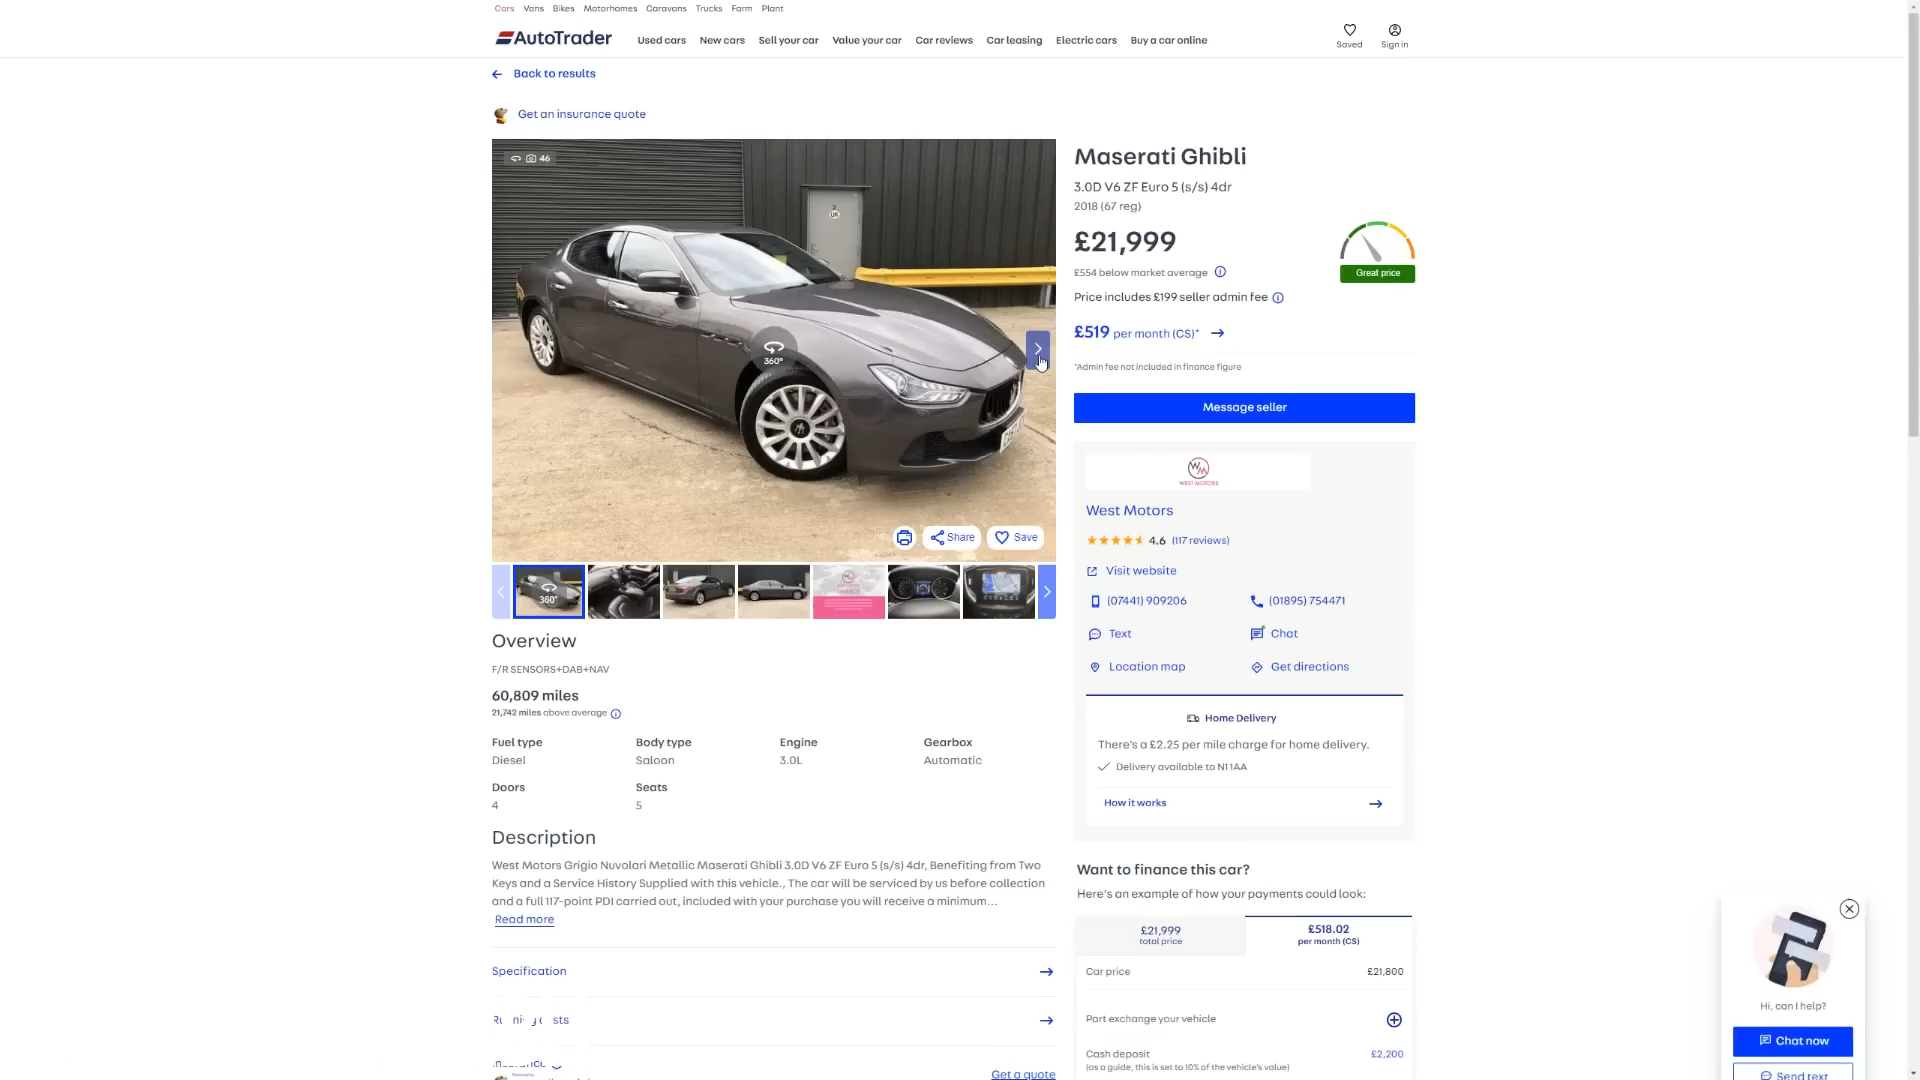 Cars Vans Bikes Motorhomes Caravans Trucks Farm Plant
AutoTrader Used cars New cars Sell your car Value your car Car reviews Car leasing Electric cars Buy a car online Saved Sign in
Back to results
Get an insurance quote
46
360°
Share Save
360°
Overview
F/R SENSORS+DAB+NAV
60,809 miles
21,742 miles above average
Fuel type Body type Engine Gearbox
Diesel Saloon 3.0L Automatic
Doors Seats
4 5
Description
West Motors Grigio Nuvolari Metallic Maserati Ghibli 3.0D V6 ZF Euro 5 (s/s) 4dr, Benefiting from Two
Keys and a Service History Supplied with this vehicle., The car will be serviced by us before collection
and a full 117-point PDI carried out, included with your purchase you will receive a minimum...
Read more
Specification
Get a quote
Maserati Ghibli
3.0D V6 ZF Euro 5 (s/s) 4dr
2018 (67 reg)
£21,999
Great price
£554 below market average
Price includes £199 seller admin fee
£519 per month (CS)*
*Admin fee not included in finance figure
Message seller
WEST MOTORS
West Motors
4.6 (117 reviews)
Visit website
(07441) 909206 (01895) 754471
Text Chat
Location map Get directions
Home Delivery
There's a £2.25 per mile charge for home delivery.
Delivery available to N1 1AA
How it works
Want to finance this car?
Here's an example of how your payments could look:
£21,999 £518.02
total price per month (CS)
Car price £21,800
Part exchange your vehicle
Cash deposit £2,200
(as a guide, this is set to 10% of the vehicle's value)
Hi, can I help?
Chat now
Send text